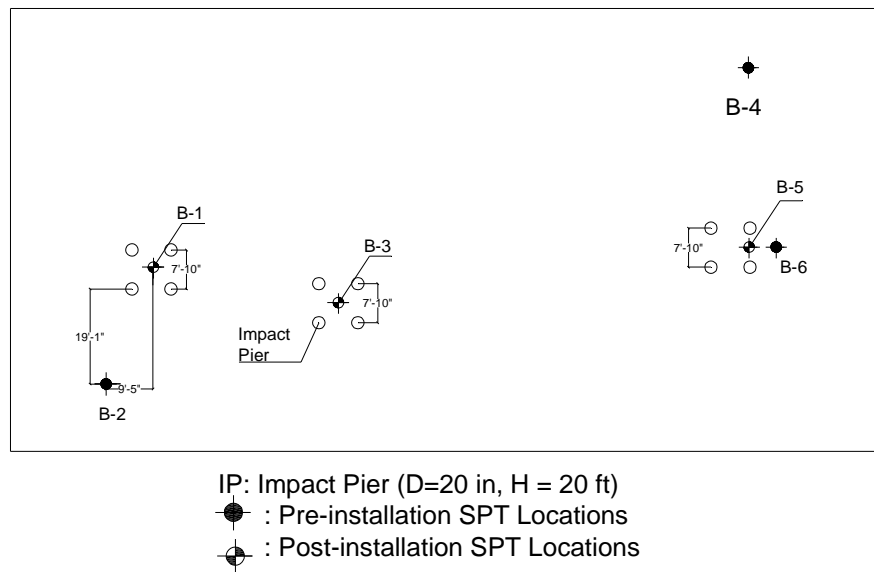 B-4
B-5
B-1
B-3
7'-10"
B-6
7'-10"
7'-10"
19'-1"
Impact
Pier
9'-5"
B-2
IP: Impact Pier (D=20 in, H = 20 ft)
: Pre-installation SPT Locations
: Post-installation SPT Locations